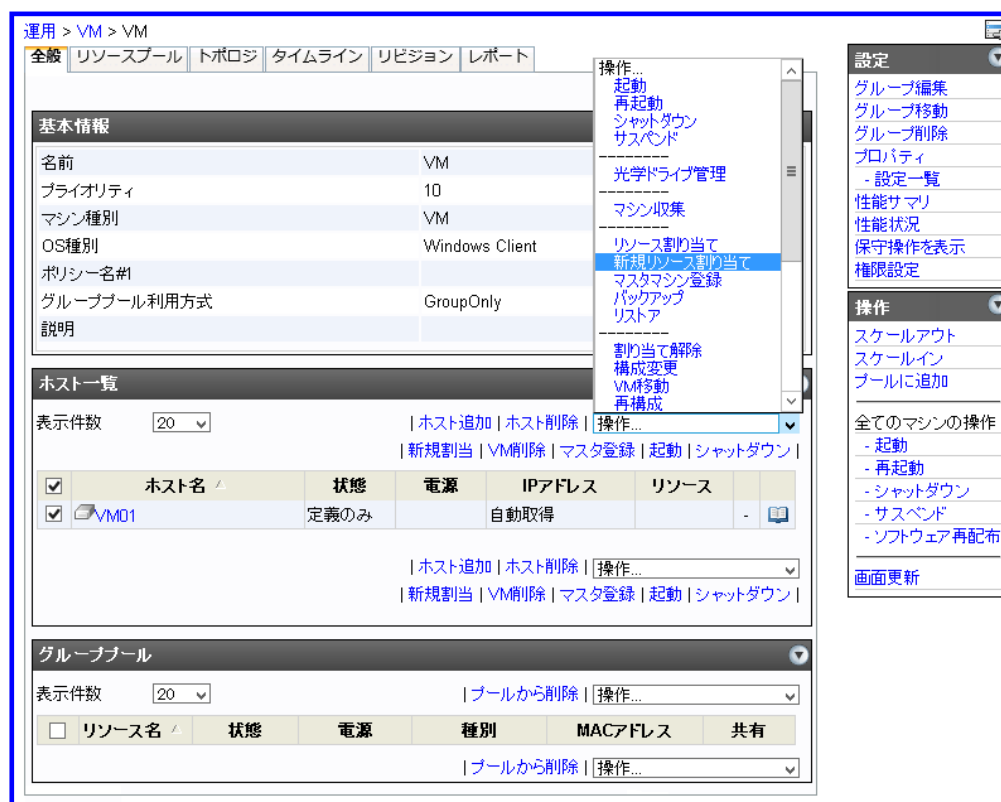 運用 > VM > VM
全般 リソースプール トポロジ タイムライン リビジョン レポート
操作...
起動
再起動
シャットダウン
サスペンド
--------
光学ドライブ管理
--------
マシン収集
--------
リソース割り当て
新規リソース割り当て
マスタマシン登録
バックアップ
リストア
--------
割り当て解除
構成変更
VM移動
再構成
基本情報
名前 VM
プライオリティ 10
マシン種別 VM
OS種別 Windows Client
ポリシー名#1
グループプール利用方式 GroupOnly
説明
ホスト一覧
表示件数 20 | ホスト追加 | ホスト削除 | 操作...
| 新規割当 | VM削除 | マスタ登録 | 起動 | シャットダウン |
ホスト名 状態 電源 IPアドレス リソース
VM01 定義のみ 自動取得 -
| ホスト追加 | ホスト削除 | 操作...
| 新規割当 | VM削除 | マスタ登録 | 起動 | シャットダウン |
グループプール
表示件数 20 | プールから削除 | 操作...
リソース名 状態 電源 種別 MACアドレス 共有
| プールから削除 | 操作...
設定
グループ編集
グループ移動
グループ削除
プロパティ
- 設定一覧
性能サマリ
性能状況
保守操作を表示
権限設定
操作
スケールアウト
スケールイン
プールに追加
全てのマシンの操作
- 起動
- 再起動
- シャットダウン
- サスペンド
- ソフトウェア再配布
画面更新